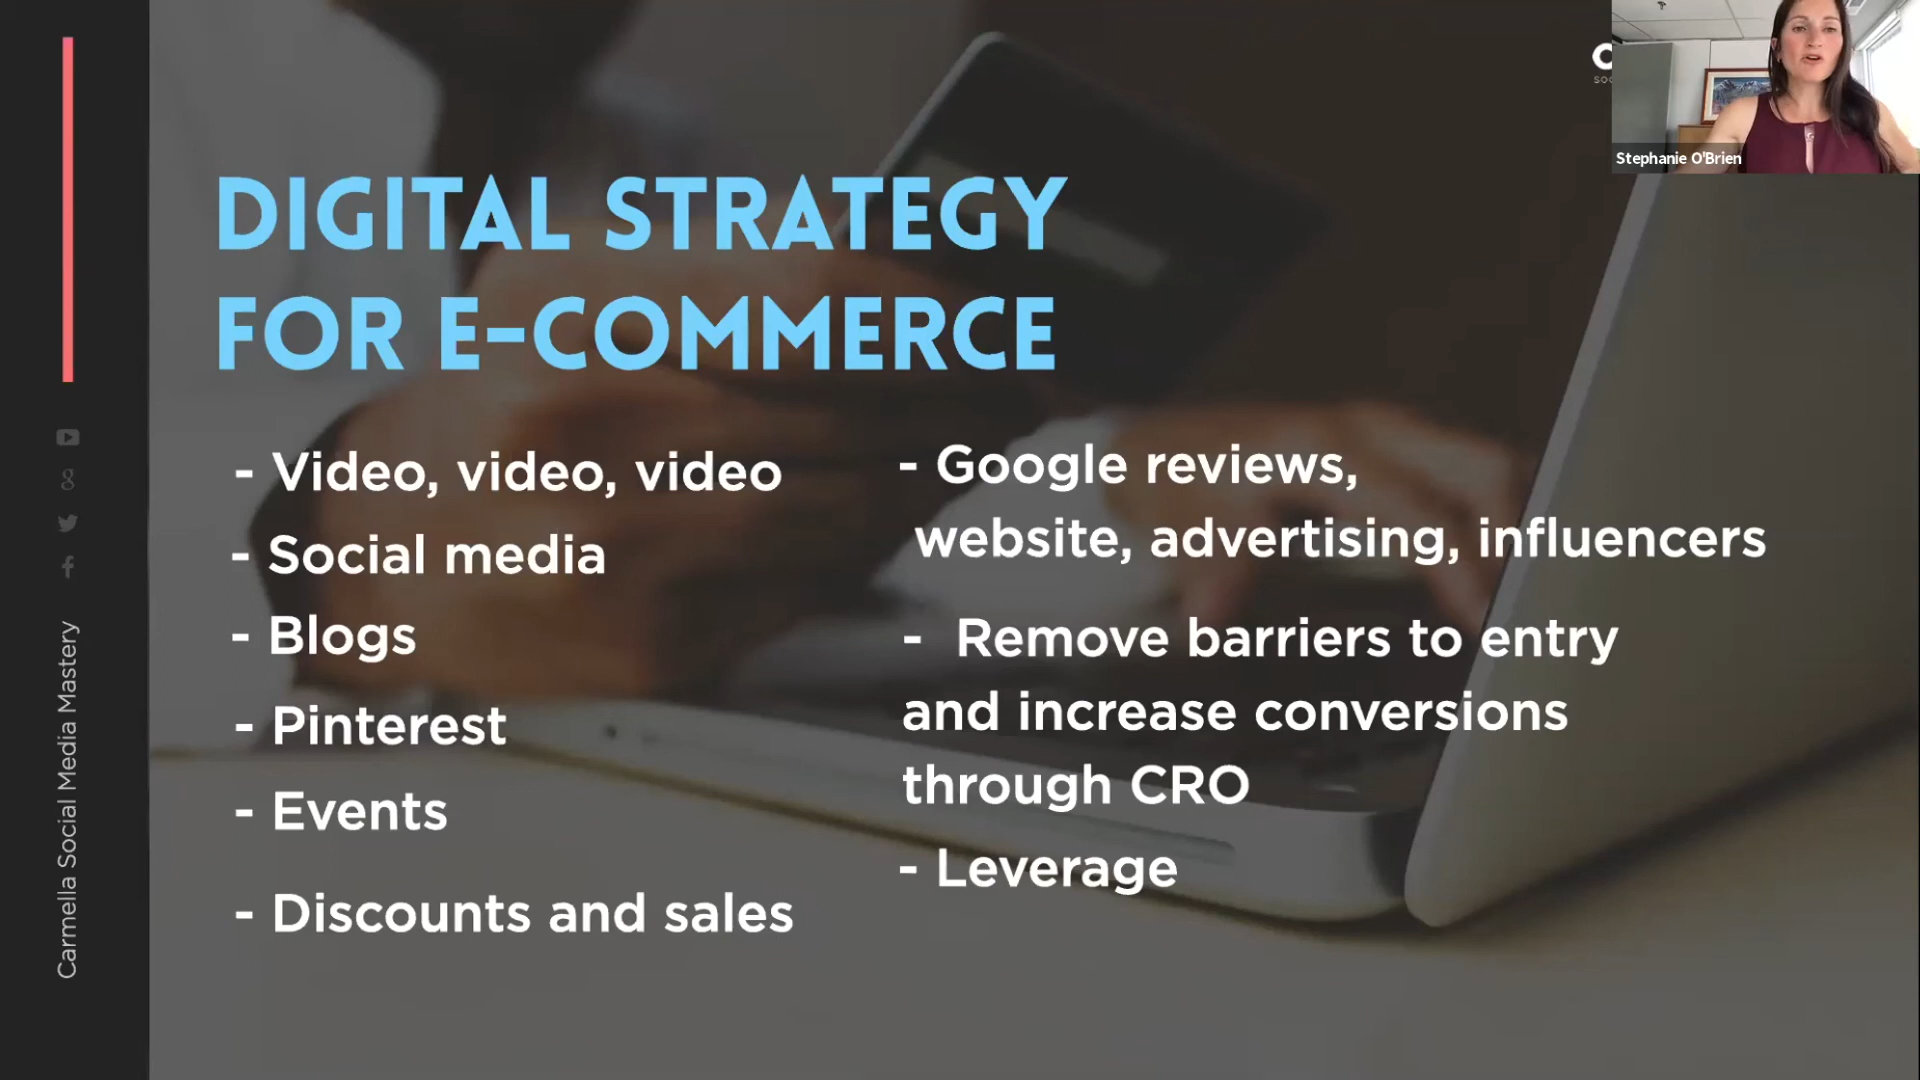 DIGITAL STRATEGY
FOR E-COMMERCE
- Video, video, video
- Social media
- Blogs
- Pinterest
- Events
- Discounts and sales
- Google reviews,
website, advertising, influencers
- Remove barriers to entry
and increase conversions
through CRO
- Leverage
Stephanie O'Brien
Carmella Social Media Mastery